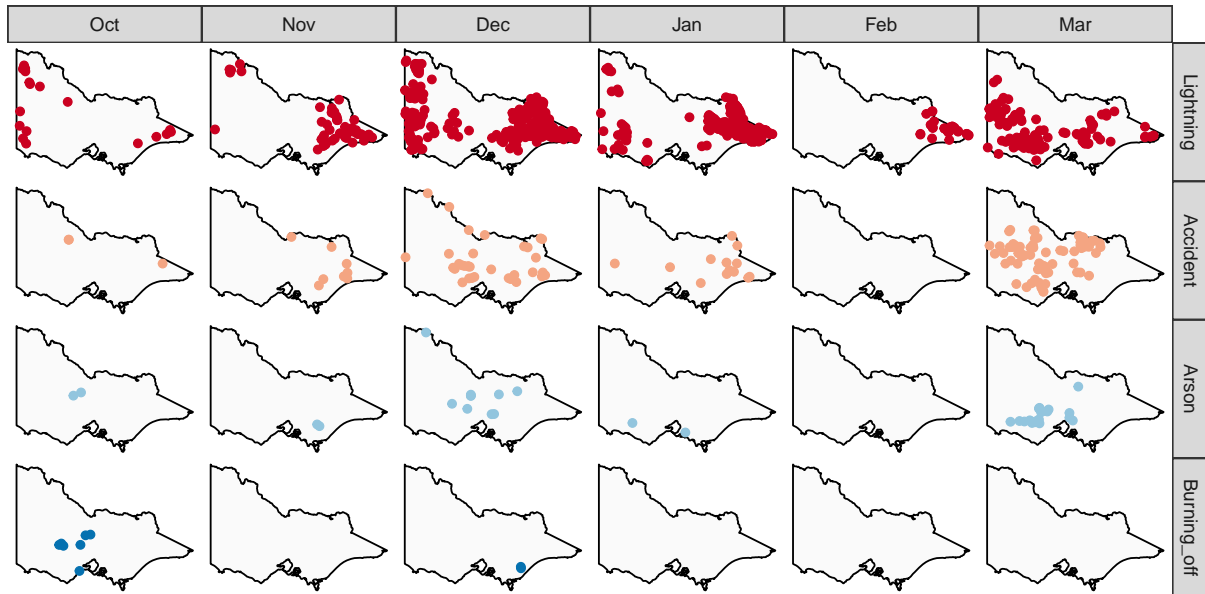 Oct
Nov
Dec
Jan
Feb
Mar
Lightning
Accident
Arson
Burning_off